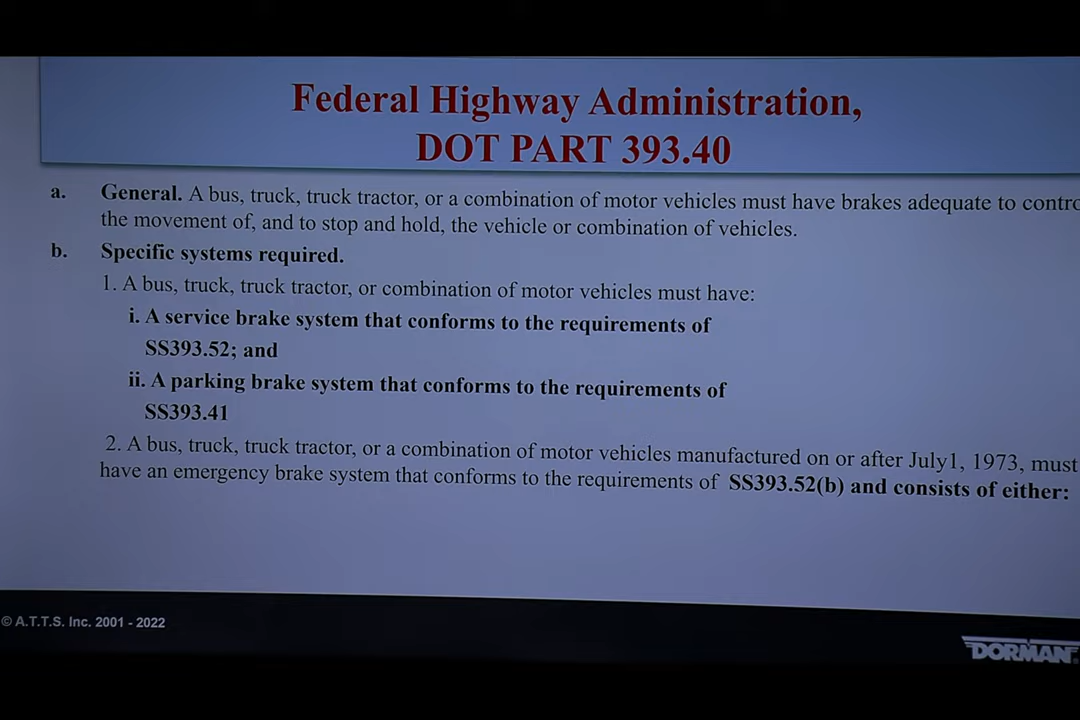 Federal Highway Administration,
DOT PART 393.40
a. General. A bus, truck, truck tractor, or a combination of motor vehicles must have brakes adequate to contro
the movement of, and to stop and hold, the vehicle or combination of vehicles.
b. Specific systems required.
1. A bus, truck, truck tractor, or combination of motor vehicles must have:
i. A service brake system that conforms to the requirements of
SS393.52; and
ii. A parking brake system that conforms to the requirements of
SS393.41
2. A bus, truck, truck tractor, or a combination of motor vehicles manufactured on or after July1, 1973, must
have an emergency brake system that conforms to the requirements of SS393.52(b) and consists of either:
© A.T.T.S. Inc. 2001 - 2022
DORMAN